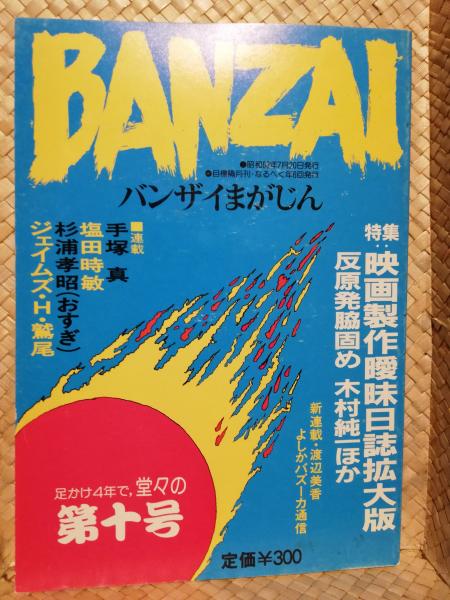 BANZAI
●昭和62年7月20日発行
●目標隔月刊・なるべく年6回発行
バンザイまがじん
特集:映画製作曖昧日誌拡大版
反原発脇固め 木村純一ほか
新連載・渡辺美香
よしかバズーカ通信
■連載
手塚 真
塩田時敏
杉浦孝昭(おすぎ)
ジェイムズ・H・鷲尾
足かけ4年で,堂々の
第十号
定価¥300